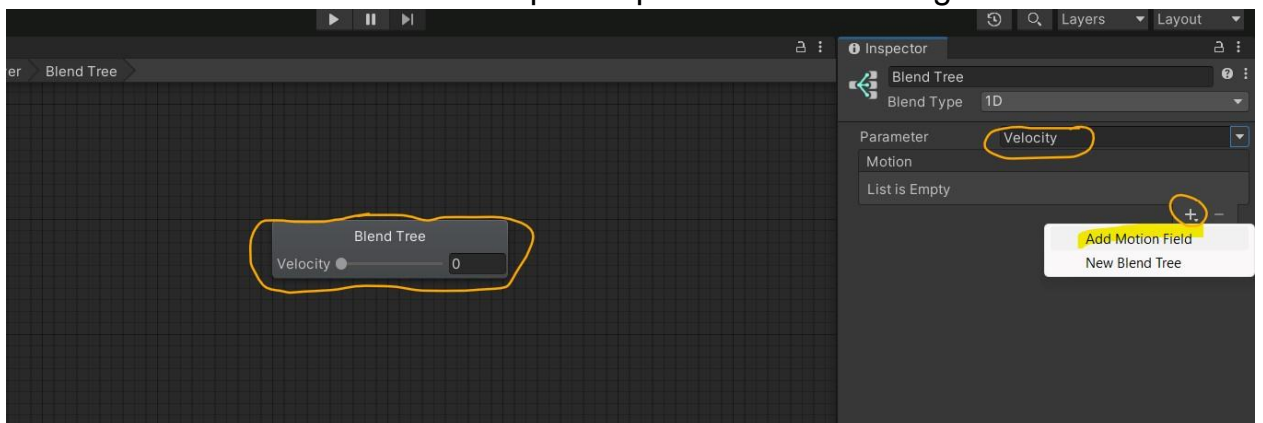 Layers Layout
Inspector
er Blend Tree
Blend Tree
Blend Type 1D
Parameter Velocity
Motion
List is Empty
Blend Tree
Velocity 0
Add Motion Field
New Blend Tree